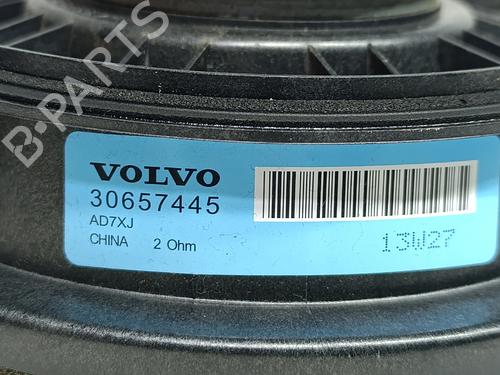 B-PARTS
VOLVO
30657445
AD7XJ
CHINA 2 Ohm
13W27